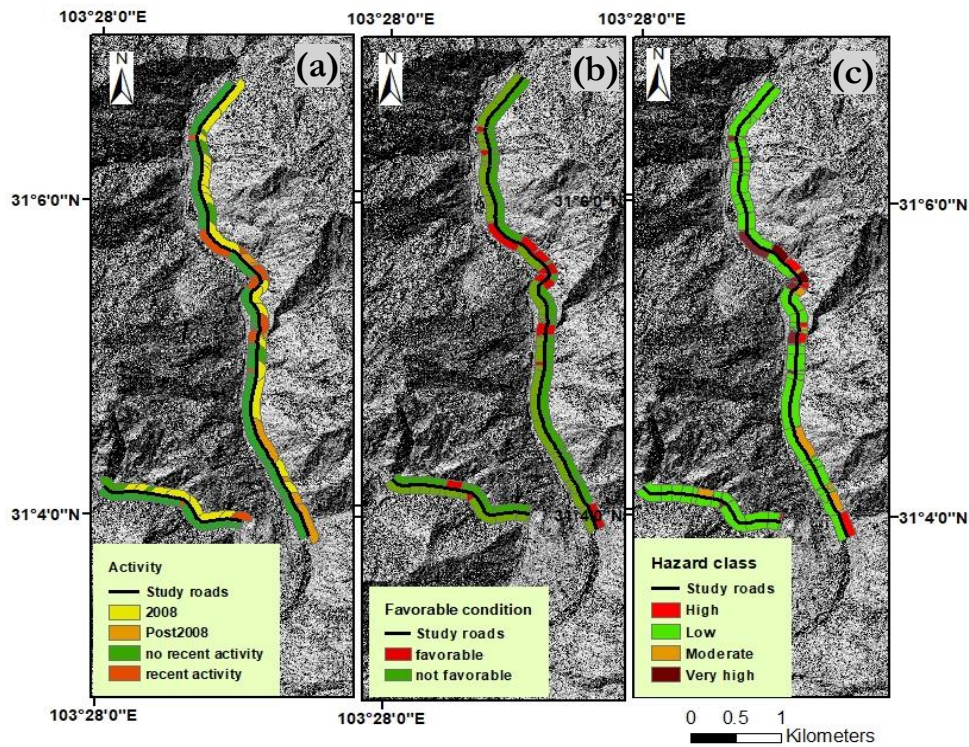 103°28'0"E
103°28'0"E
103°28'0"E
N
(a)
N
(b)
N
(c)
31°6'0"N
31°6'0"N
31°6'0"N
31°4'0"N
31°4'0"N
Activity
Study roads
2008
Post2008
no recent activity
recent activity
Favorable condition
Study roads
favorable
not favorable
Hazard class
Study roads
High
Low
Moderate
Very high
103°28'0"E
103°28'0"E
0 0.5 1
Kilometers